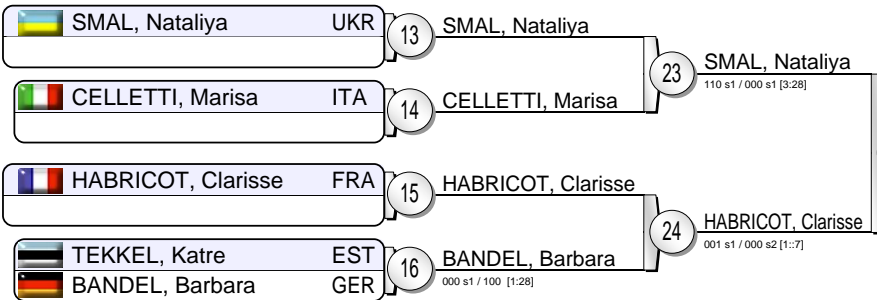 SMAL, Nataliya UKR
13
SMAL, Nataliya
CELLETTI, Marisa ITA
14
CELLETTI, Marisa
23
SMAL, Nataliya
110 s1 / 000 s1 [3:28]
HABRICOT, Clarisse FRA
15
HABRICOT, Clarisse
TEKKEL, Katre EST
BANDEL, Barbara GER
16
BANDEL, Barbara
000 s1 / 100 [1:28]
24
HABRICOT, Clarisse
001 s1 / 000 s2 [1::7]